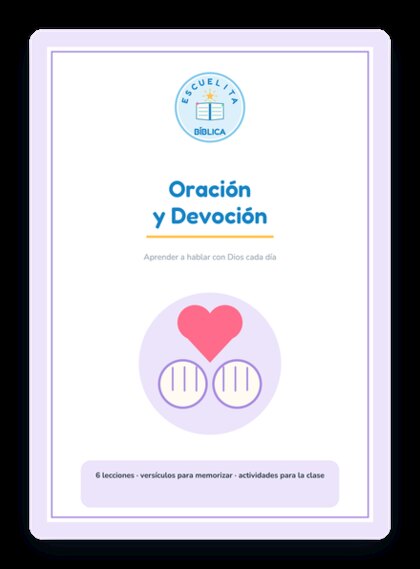 ESCUELITA
BÍBLICA
Oración
y Devoción
Aprender a hablar con Dios cada día
6 lecciones · versículos para memorizar · actividades para la clase